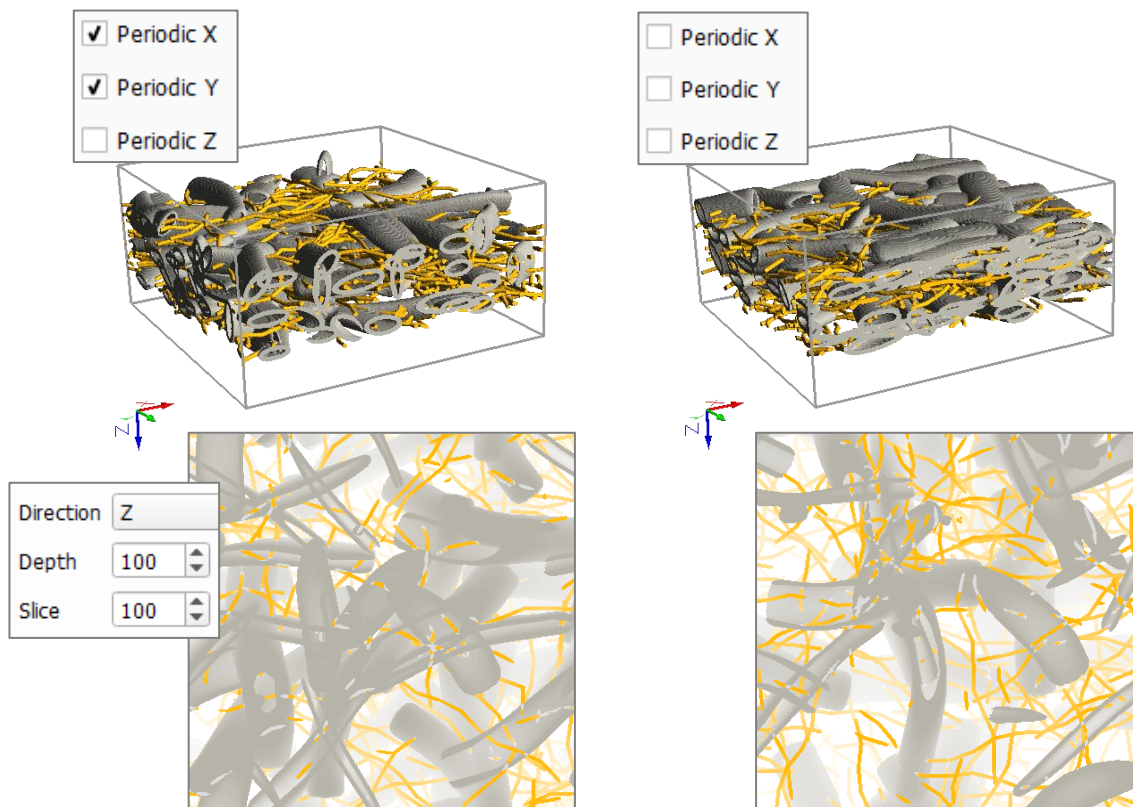 Periodic X
Periodic Y
Periodic Z
Periodic X
Periodic Y
Periodic Z
X
Y
Z
X
Y
Z
Direction Z
Depth 100
Slice 100